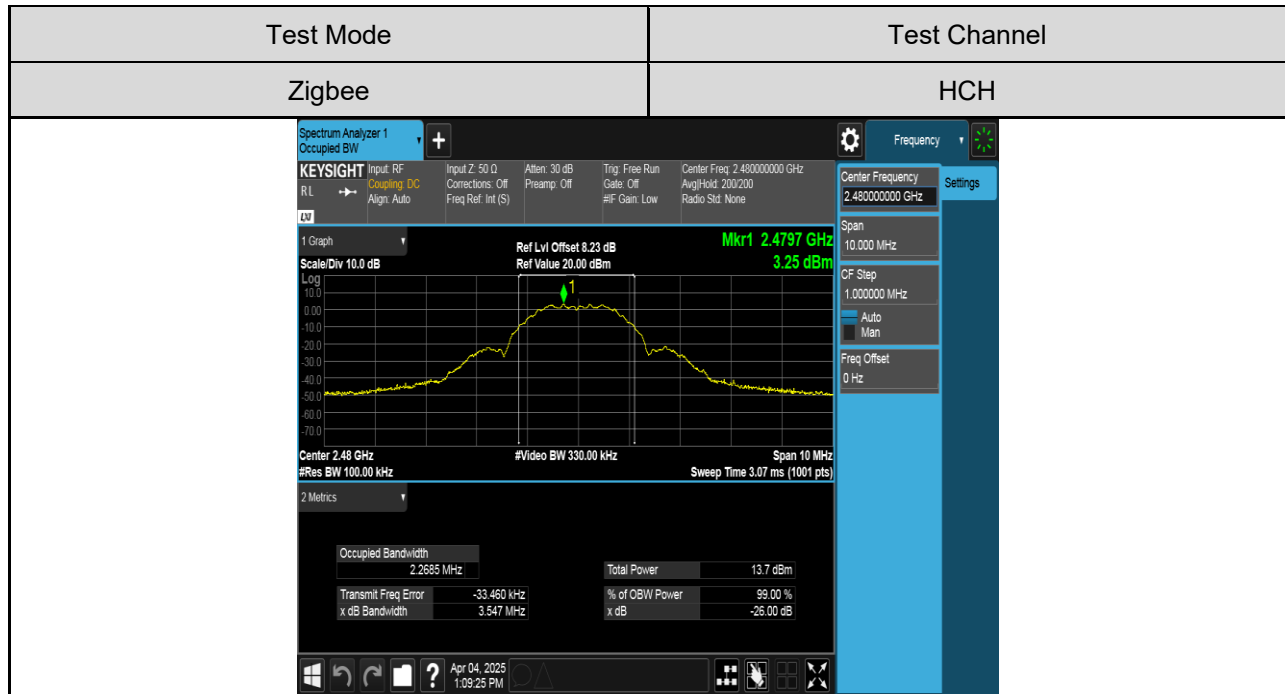 Test Mode
Test Channel
Zigbee
HCH
Spectrum Analyzer 1
Occupied BW
+
Frequency
KEYSIGHT
RL
LXI
Input: RF
Coupling: DC
Align: Auto
Input Z: 50 Ω
Corrections: Off
Freq Ref: Int (S)
Atten: 30 dB
Preamp: Off
Trig: Free Run
Gate: Off
#IF Gain: Low
Center Freq: 2.480000000 GHz
Avg|Hold: 200/200
Radio Std: None
Center Frequency
2.480000000 GHz
Settings
Span
10.000 MHz
CF Step
1.000000 MHz
Auto
Man
Freq Offset
0 Hz
1 Graph
Scale/Div 10.0 dB
Ref Lvl Offset 8.23 dB
Ref Value 20.00 dBm
Mkr1 2.4797 GHz
3.25 dBm
Log
10.0
0.00
-10.0
-20.0
-30.0
-40.0
-50.0
-60.0
-70.0
1
Center 2.48 GHz
#Res BW 100.00 kHz
#Video BW 330.00 kHz
Span 10 MHz
Sweep Time 3.07 ms (1001 pts)
2 Metrics
Occupied Bandwidth
2.2685 MHz
Total Power 13.7 dBm
Transmit Freq Error -33.460 kHz
% of OBW Power 99.00 %
x dB Bandwidth 3.547 MHz
x dB -26.00 dB
?
Apr 04, 2025
1:09:25 PM